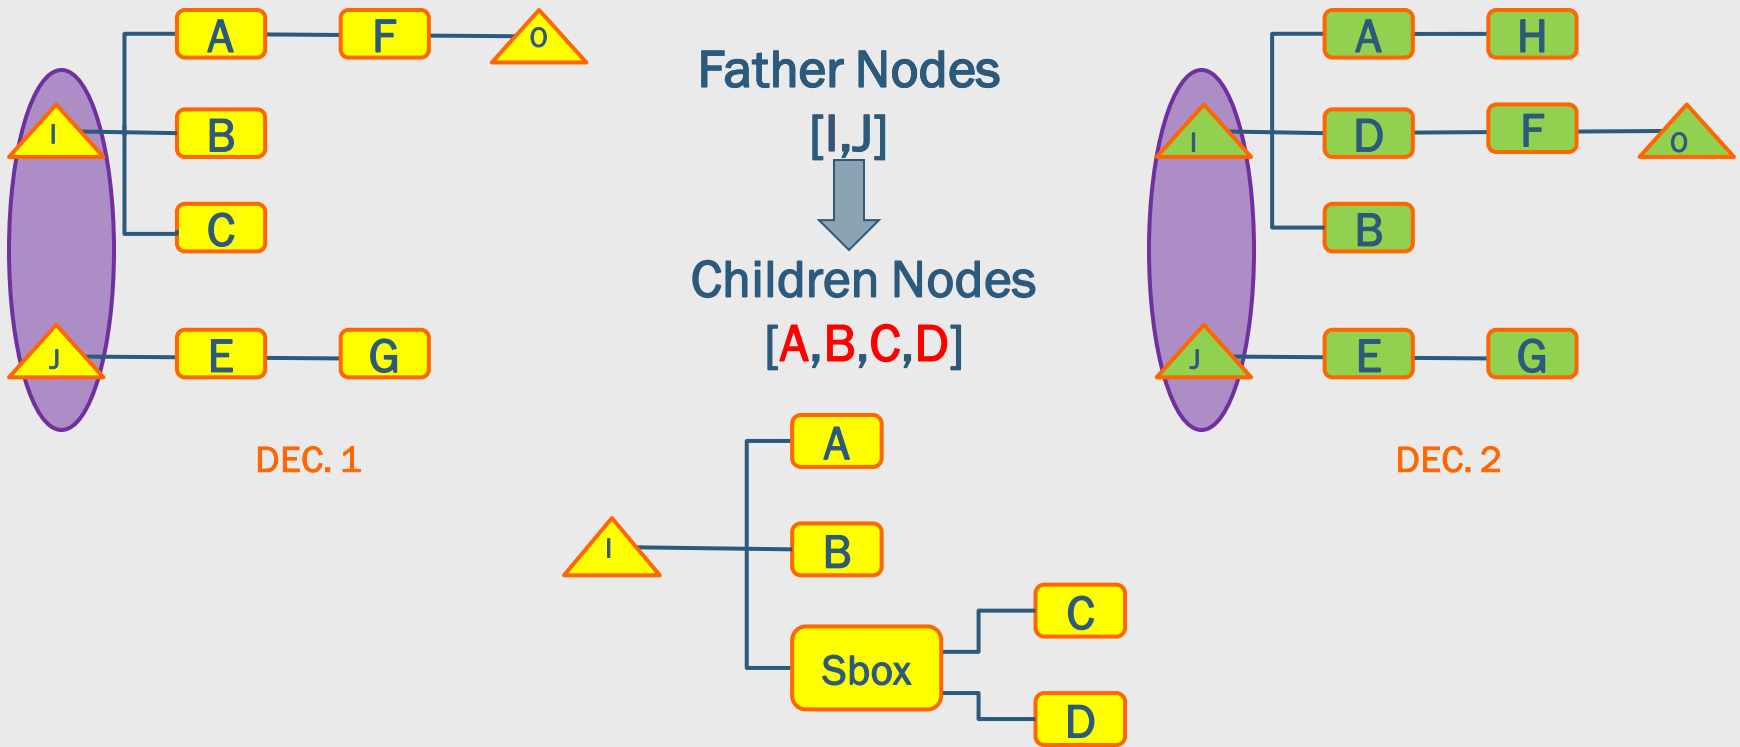 A
F
O
I
B
C
J
E
G
DEC. 1
Father Nodes
[I,J]
Children Nodes
[A,B,C,D]
A
I
B
Sbox
C
D
A
H
I
D
F
O
B
J
E
G
DEC. 2